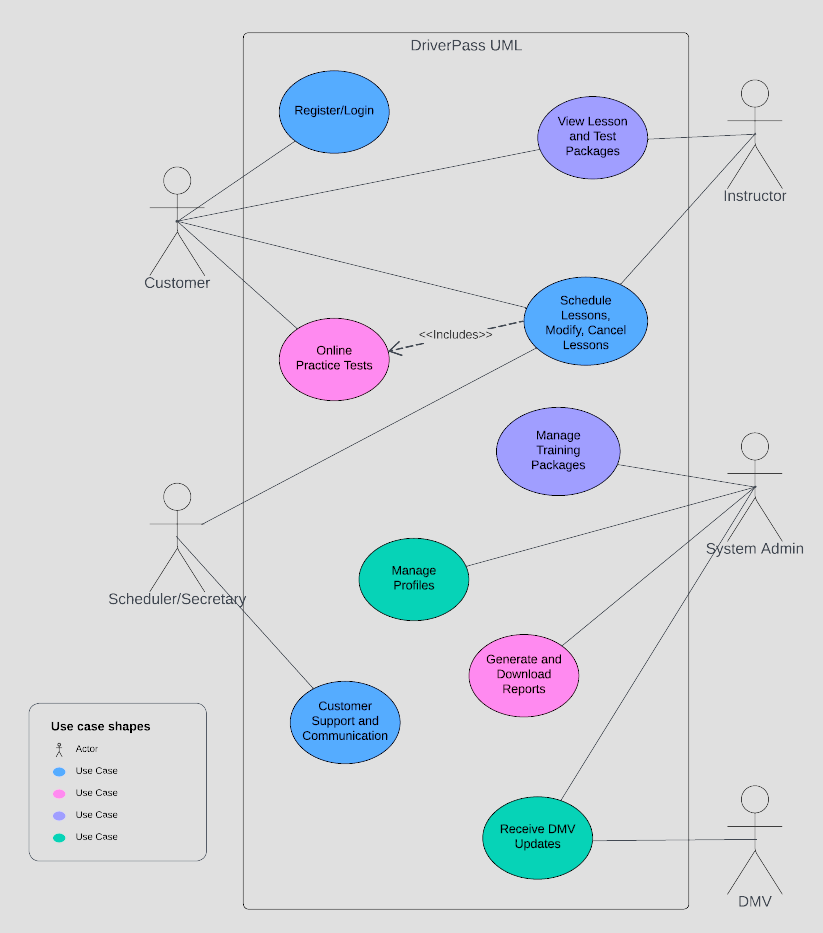 DriverPass UML
Register/Login
View Lesson
and Test
Packages
Instructor
Customer
Schedule
Lessons,
Modify, Cancel
Lessons
<<Includes>>
Online
Practice Tests
Manage
Training
Packages
System Admin
Manage
Profiles
Scheduler/Secretary
Generate and
Download
Reports
Customer
Support and
Communication
Use case shapes
Actor
Use Case
Use Case
Use Case
Use Case
Receive DMV
Updates
DMV